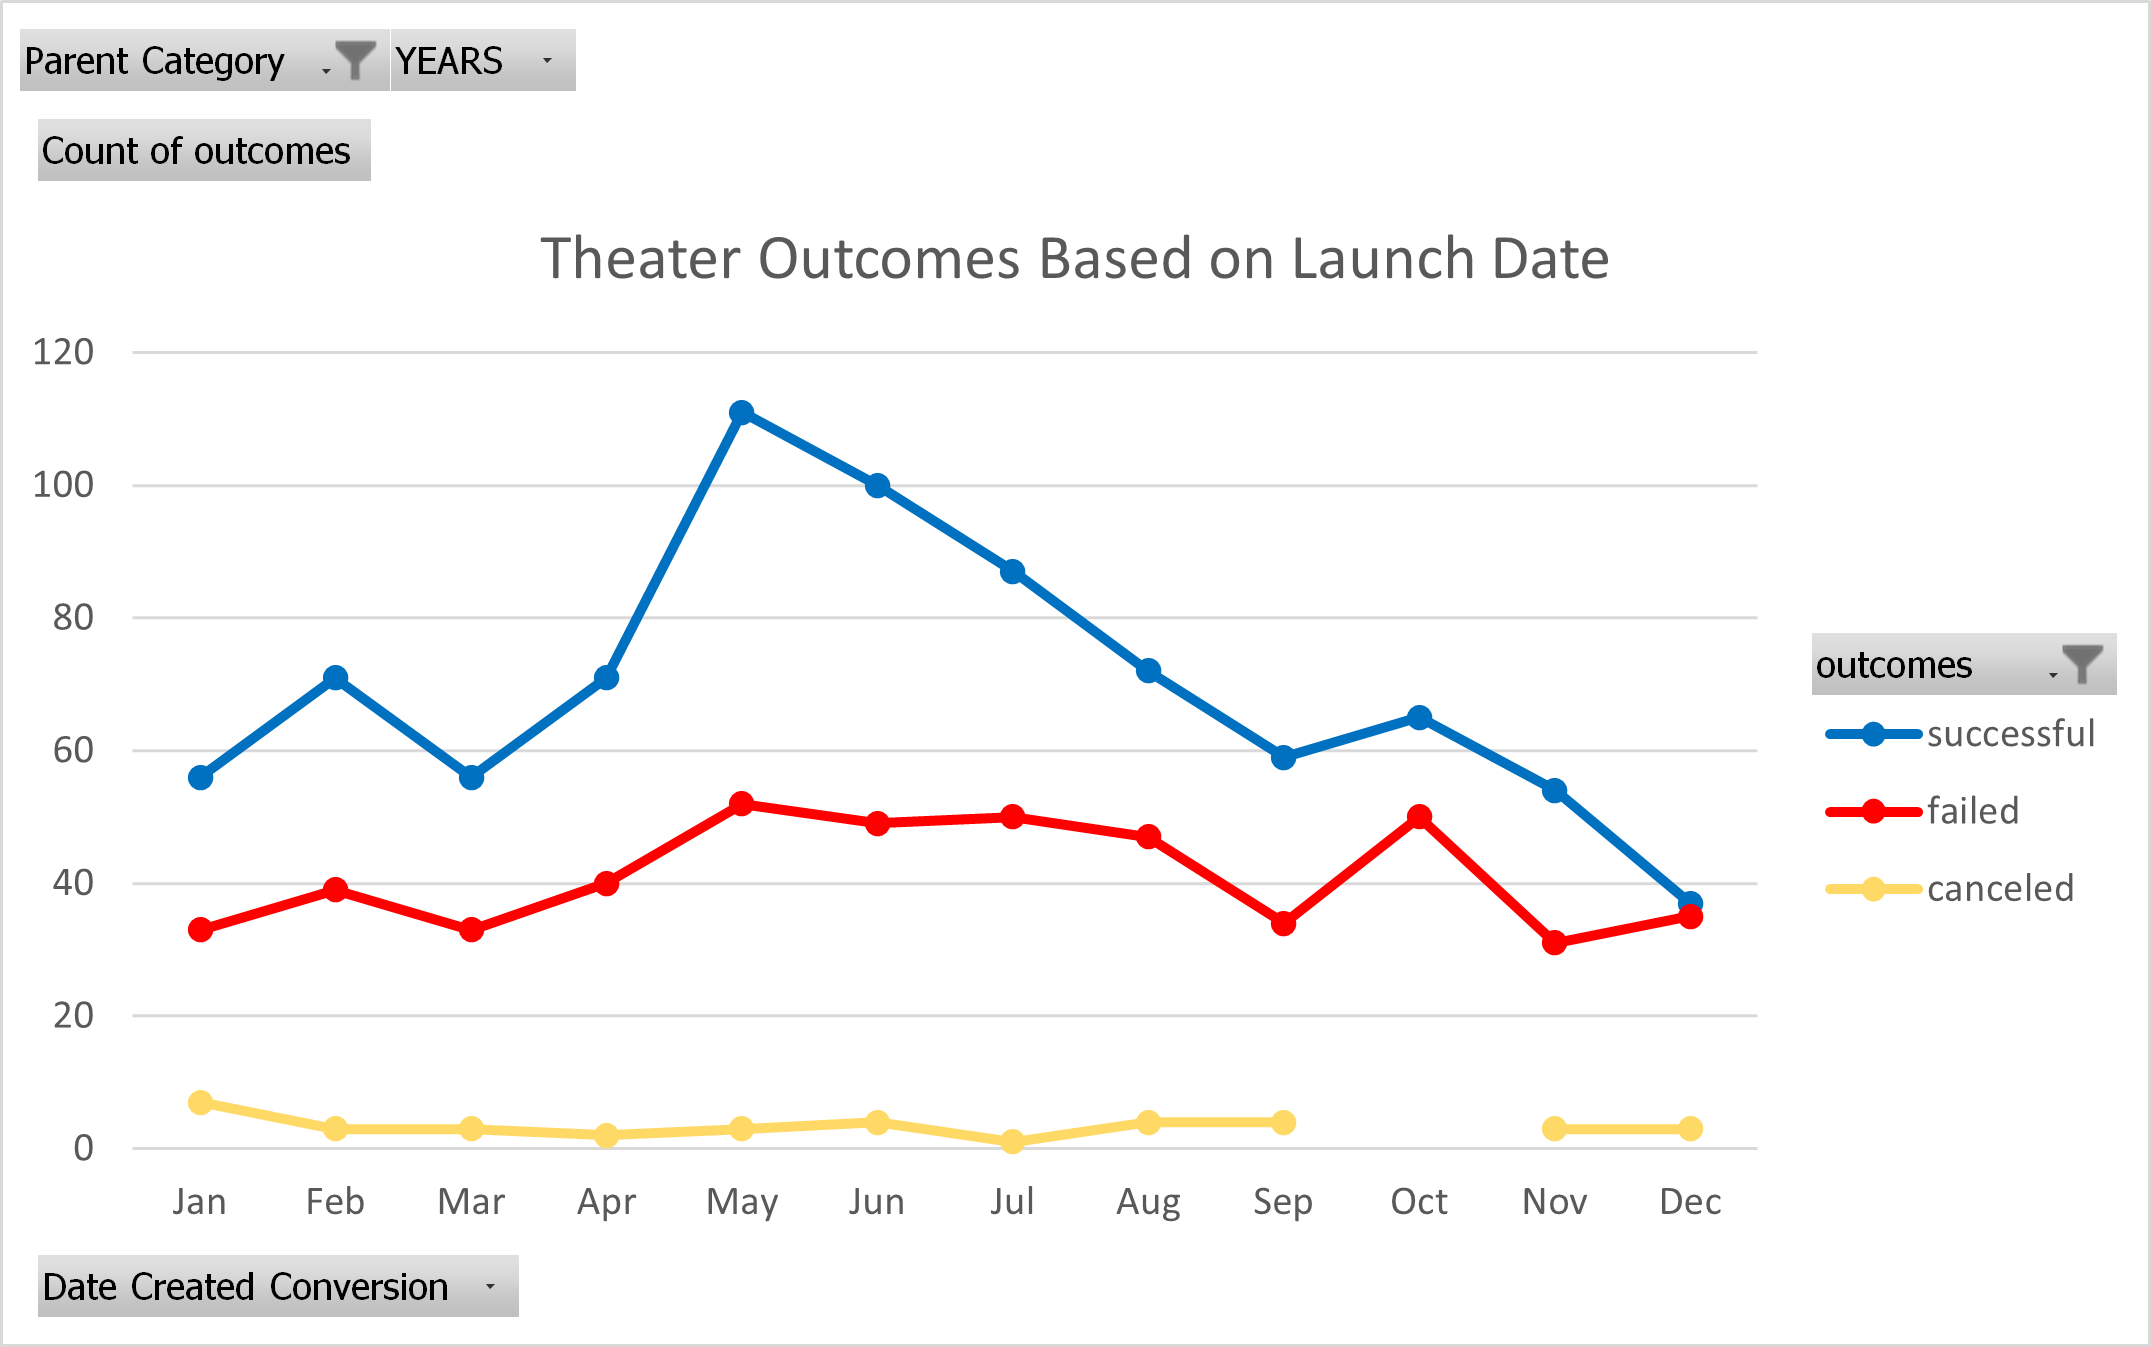 Parent Category YEARS
Count of outcomes
Theater Outcomes Based on Launch Date
120
100
80
60
40
20
0
Jan Feb Mar Apr May Jun Jul Aug Sep Oct Nov Dec
outcomes
successful
failed
canceled
Date Created Conversion